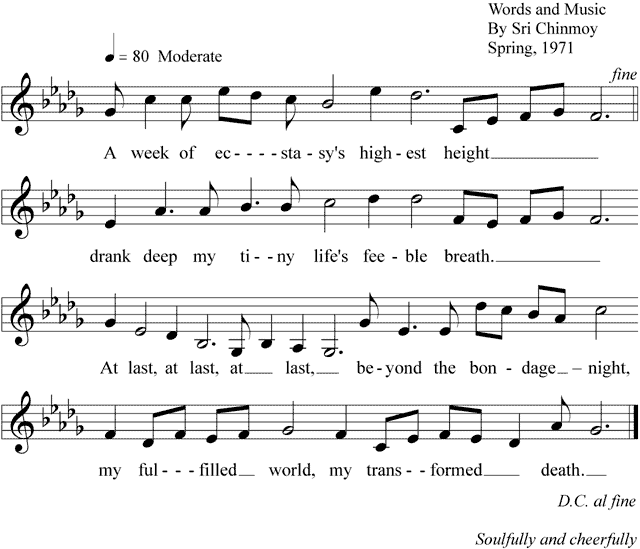 Words and Music
By Sri Chinmoy
Spring, 1971
♩ = 80 Moderate
fine
A week of ec----sta-sy's high-est height
drank deep my ti--ny life's fee-ble breath.
At last, at last, at last, be-yond the bon-dage – night,
my ful---filled world, my trans-formed death.
D.C. al fine
Soulfully and cheerfully